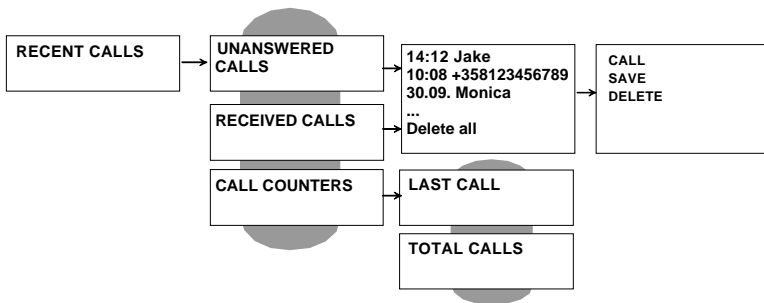 RECENT CALLS
UNANSWERED
CALLS
RECEIVED CALLS
CALL COUNTERS
14:12 Jake
10:08 +358123456789
30.09. Monica
...
Delete all
LAST CALL
TOTAL CALLS
CALL
SAVE
DELETE